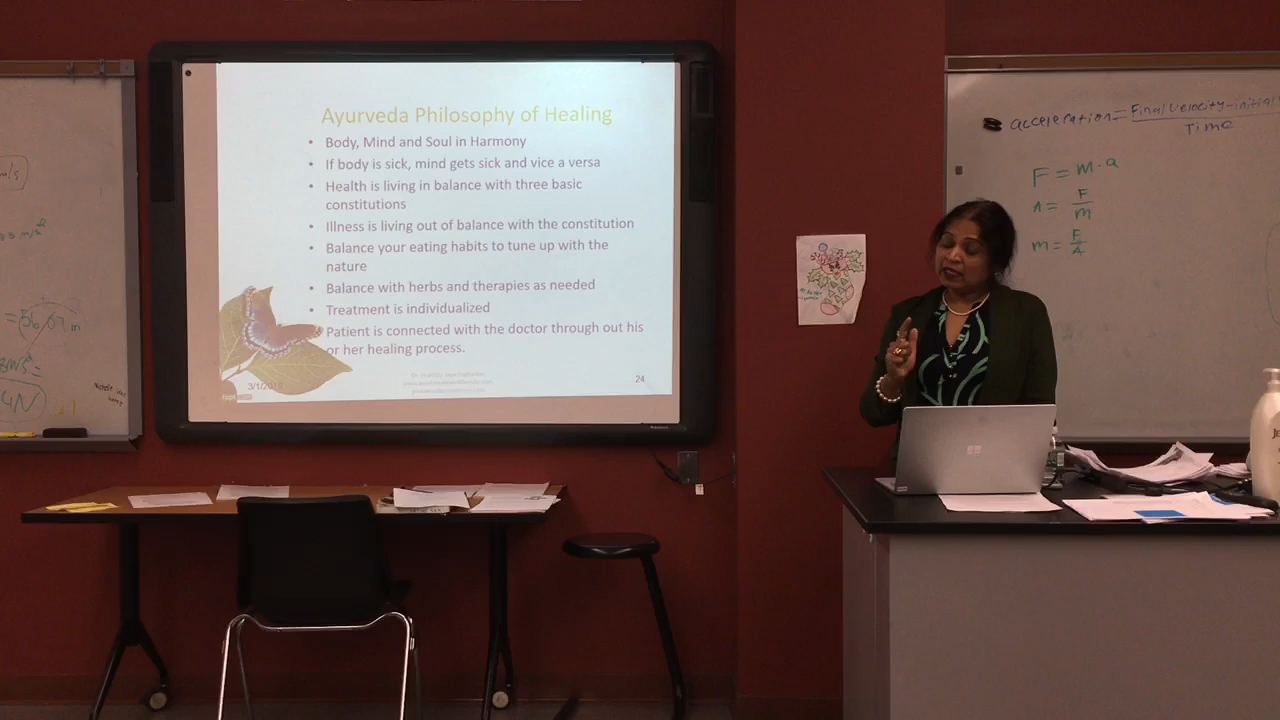 Ayurveda Philosophy of Healing
• Body, Mind and Soul in Harmony
• If body is sick, mind gets sick and vice a versa
• Health is living in balance with three basic
constitutions
• Illness is living out of balance with the constitution
• Balance your eating habits to tune up with the
nature
• Balance with herbs and therapies as needed
• Treatment is individualized
Patient is connected with the doctor through out his
or her healing process.
24
acceleration = Final Velocity - initial
Time
F = m · a
A = F/m
m = F/A